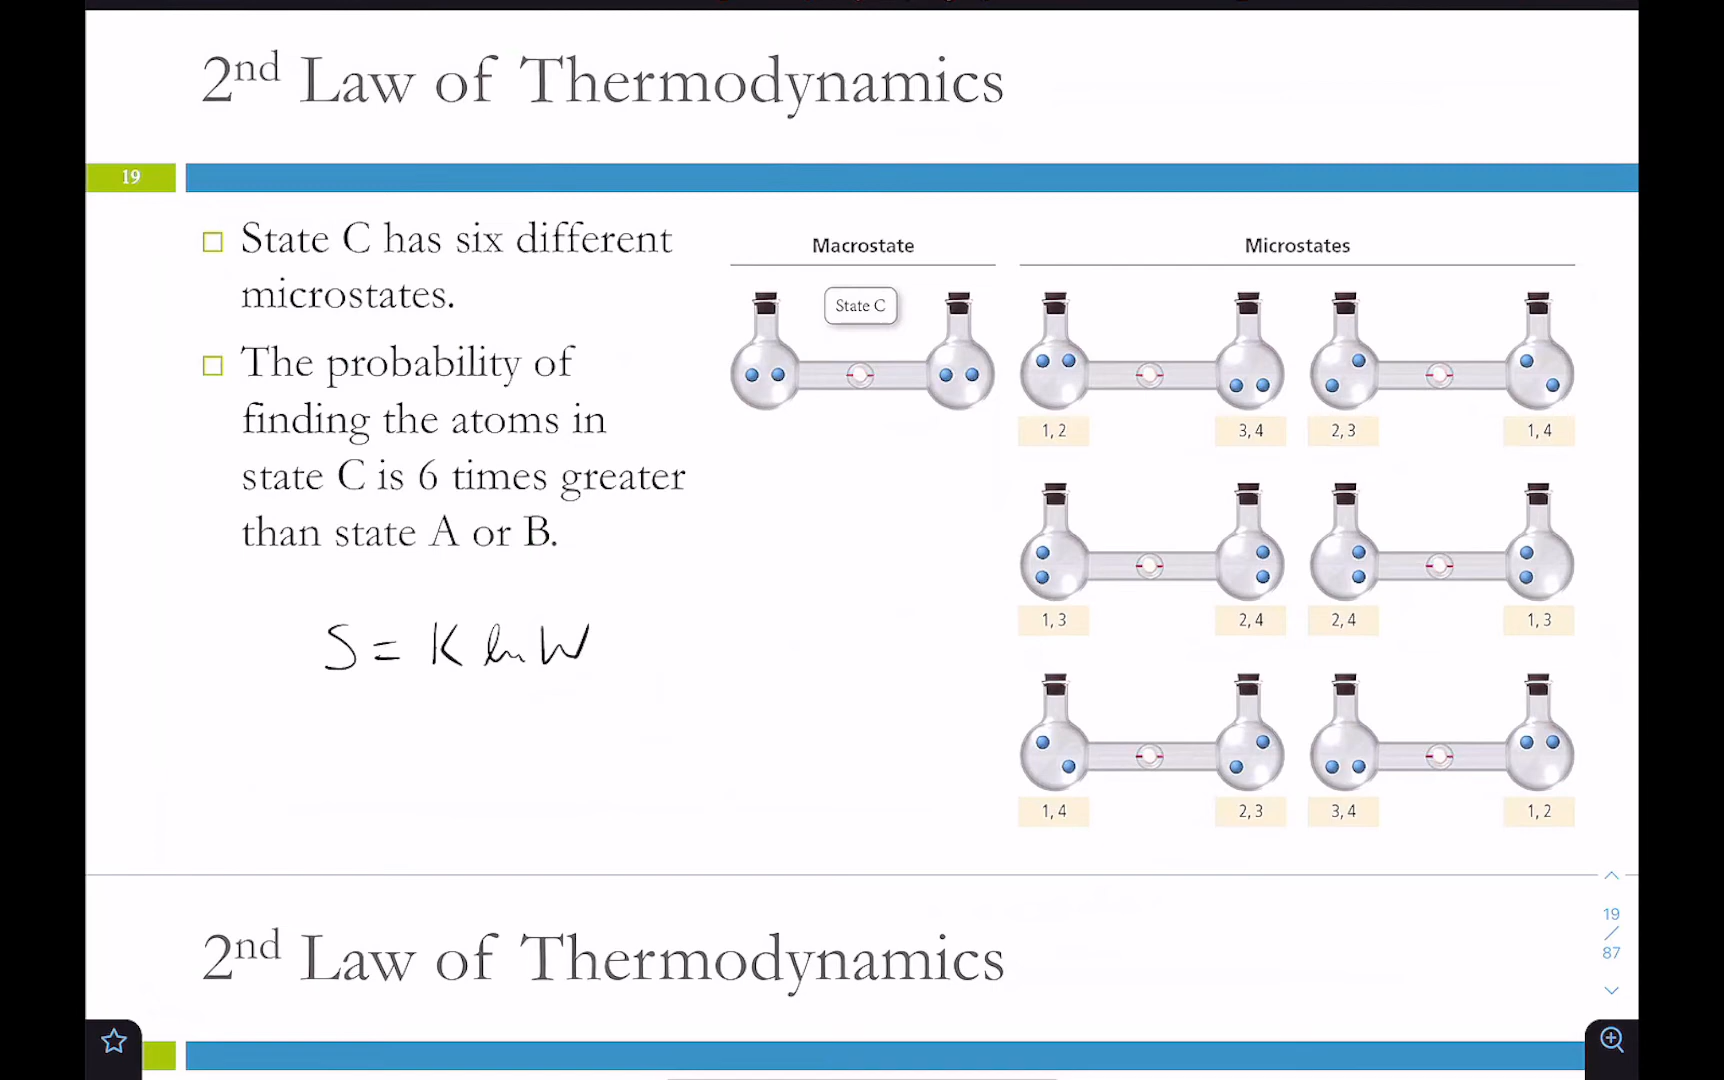 2nd Law of Thermodynamics
19
State C has six different
microstates.
The probability of
finding the atoms in
state C is 6 times greater
than state A or B.
S = K ln W
Macrostate
State C
Microstates
1, 2
3, 4
2, 3
1, 4
1, 3
2, 4
2, 4
1, 3
1, 4
2, 3
3, 4
1, 2
2nd Law of Thermodynamics
19
/
87